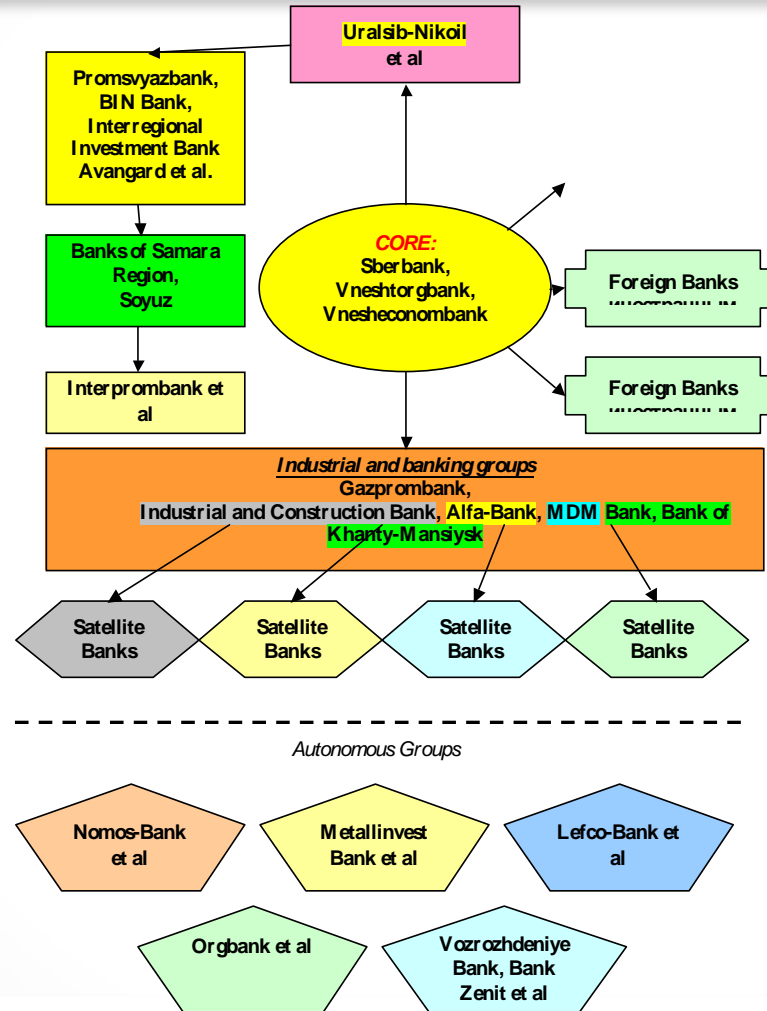 Uralsib-Nikoil
et al
Promsvyazbank,
BIN Bank,
Interregional
Investment Bank
Avangard et al.
Banks of Samara
Region,
Soyuz
Interprombank et
al
CORE:
Sberbank,
Vneshtorgbank,
Vnesheconombank
Foreign Banks
Foreign Banks
Industrial and banking groups
Gazprombank,
Industrial and Construction Bank, Alfa-Bank, MDM Bank, Bank of
Khanty-Mansiysk
Satellite
Banks
Satellite
Banks
Satellite
Banks
Satellite
Banks
Autonomous Groups
Nomos-Bank
et al
Metallinvest
Bank et al
Lefco-Bank et
al
Orgbank et al
Vozrozhdeniye
Bank, Bank
Zenit et al